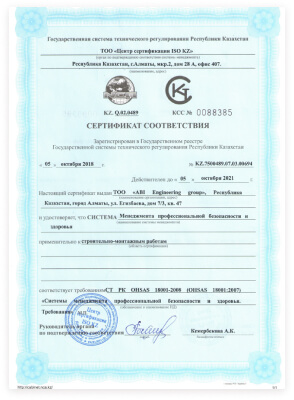 Государственная система технического регулирования Республики Казахстан
ТОО «Центр сертификации ISO KZ»
Республика Казахстан, г.Алматы, мкр.2, дом 28 А, офис 407.
KZ. Q.02.0489
КСС № 0088385
СЕРТИФИКАТ СООТВЕТСТВИЯ
Зарегистрирован в Государственном реестре
Государственной системы технического регулирования Республики Казахстан
« 05 » октября 2018 г. № KZ.7500489.07.03.00694
Действителен до « 05 » октября 2021 г.
Настоящий сертификат выдан ТОО «ABI Engineering group», Республика
Казахстан, город Алматы, ул. Егизбаева, дом 7/3, кв. 47
и удостоверяет, что СИСТЕМА Менеджмента профессиональной безопасности и
здоровья
применительно к строительно-монтажным работам
соответствует требованиям СТ РК OHSAS 18001-2008 (OHSAS 18001:2007)
«Системы менеджмента профессиональной безопасности и здоровья.
Требования»
Руководитель органа
по подтверждению соответствия
Кемербекова А.К.